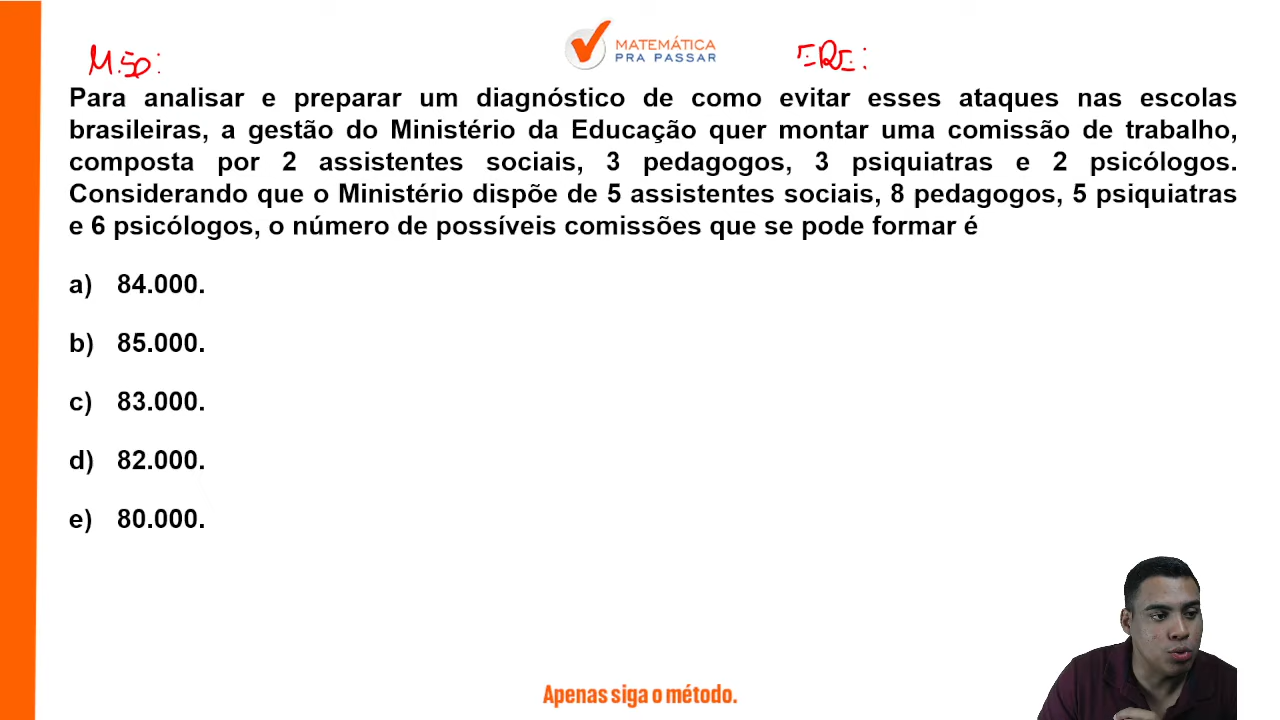 MATEMÁTICA
PRA PASSAR
M.50:
Para analisar e preparar um diagnóstico de como evitar esses ataques nas escolas
brasileiras, a gestão do Ministério da Educação quer montar uma comissão de trabalho,
composta por 2 assistentes sociais, 3 pedagogos, 3 psiquiatras e 2 psicólogos.
Considerando que o Ministério dispõe de 5 assistentes sociais, 8 pedagogos, 5 psiquiatras
e 6 psicólogos, o número de possíveis comissões que se pode formar é
a) 84.000.
b) 85.000.
c) 83.000.
d) 82.000.
e) 80.000.
Apenas siga o método.